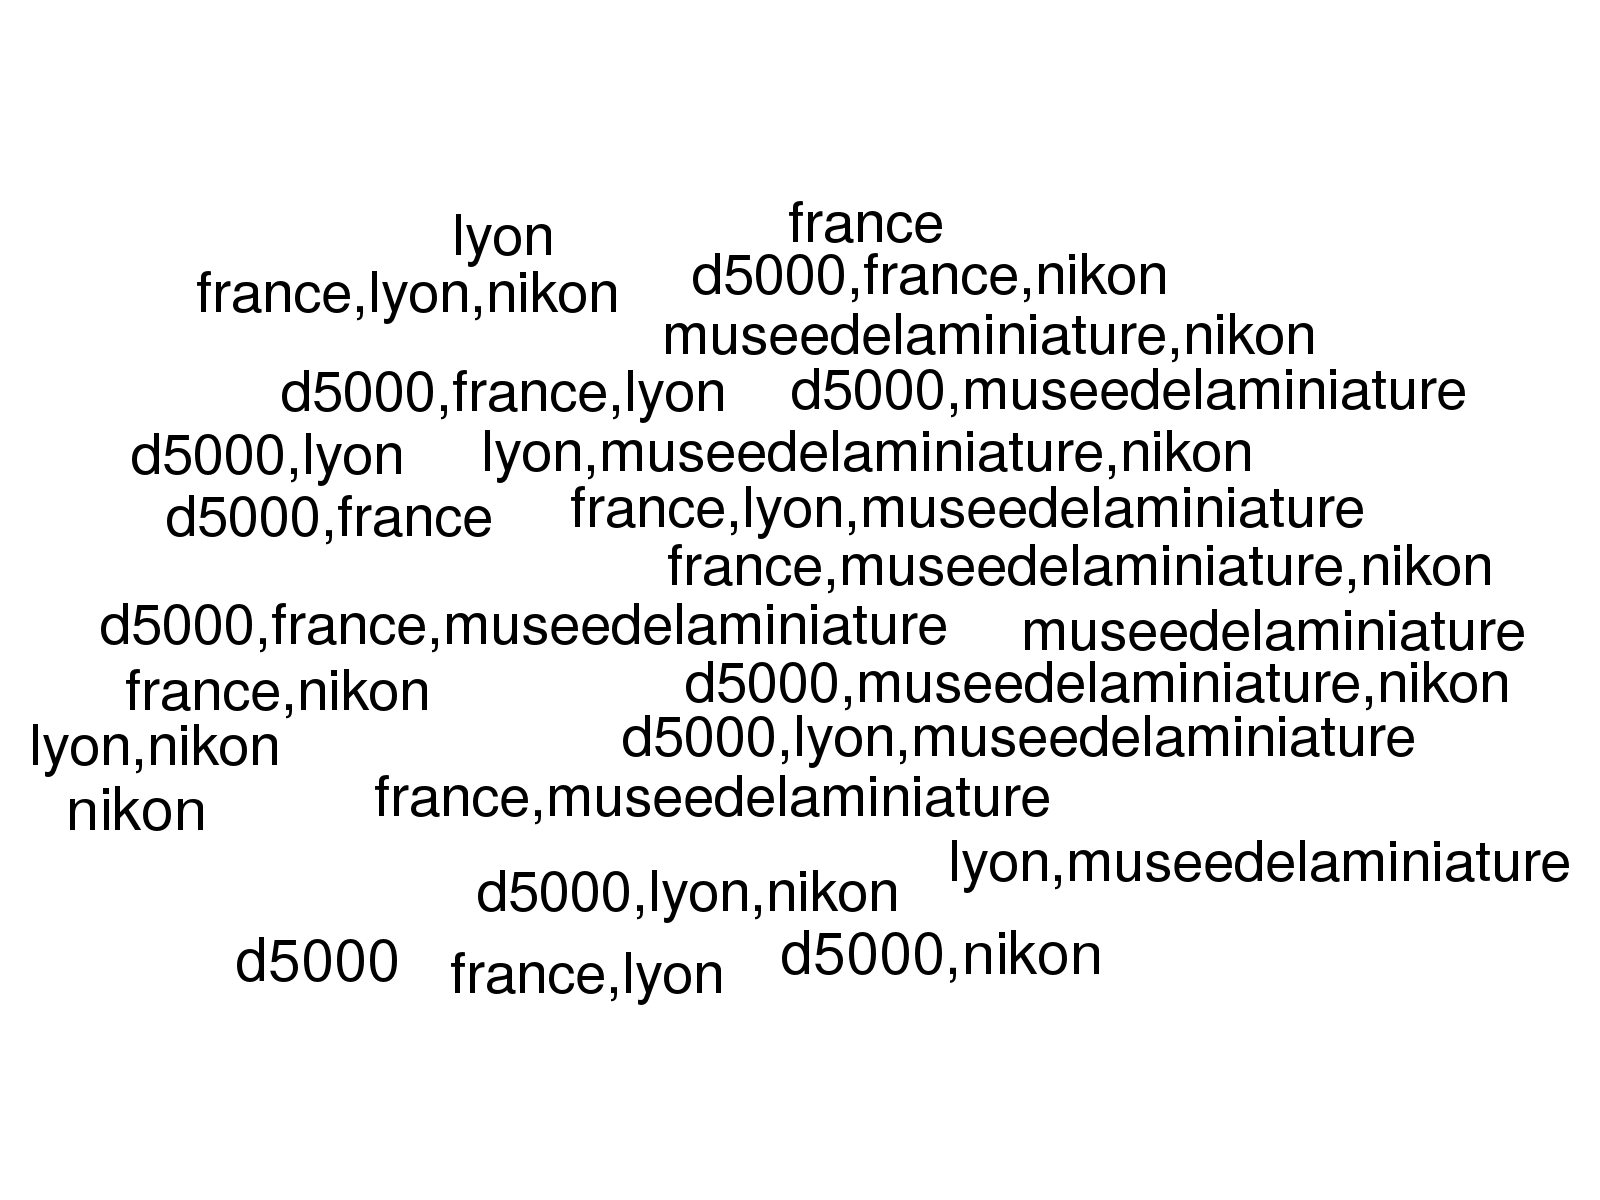 lyon
france
france,lyon,nikon
d5000,france,nikon
museedelaminiature,nikon
d5000,france,lyon
d5000,museedelaminiature
d5000,lyon
lyon,museedelaminiature,nikon
d5000,france
france,lyon,museedelaminiature
france,museedelaminiature,nikon
d5000,france,museedelaminiature
museedelaminiature
france,nikon
d5000,museedelaminiature,nikon
lyon,nikon
d5000,lyon,museedelaminiature
nikon
france,museedelaminiature
lyon,museedelaminiature
d5000,lyon,nikon
d5000
france,lyon
d5000,nikon